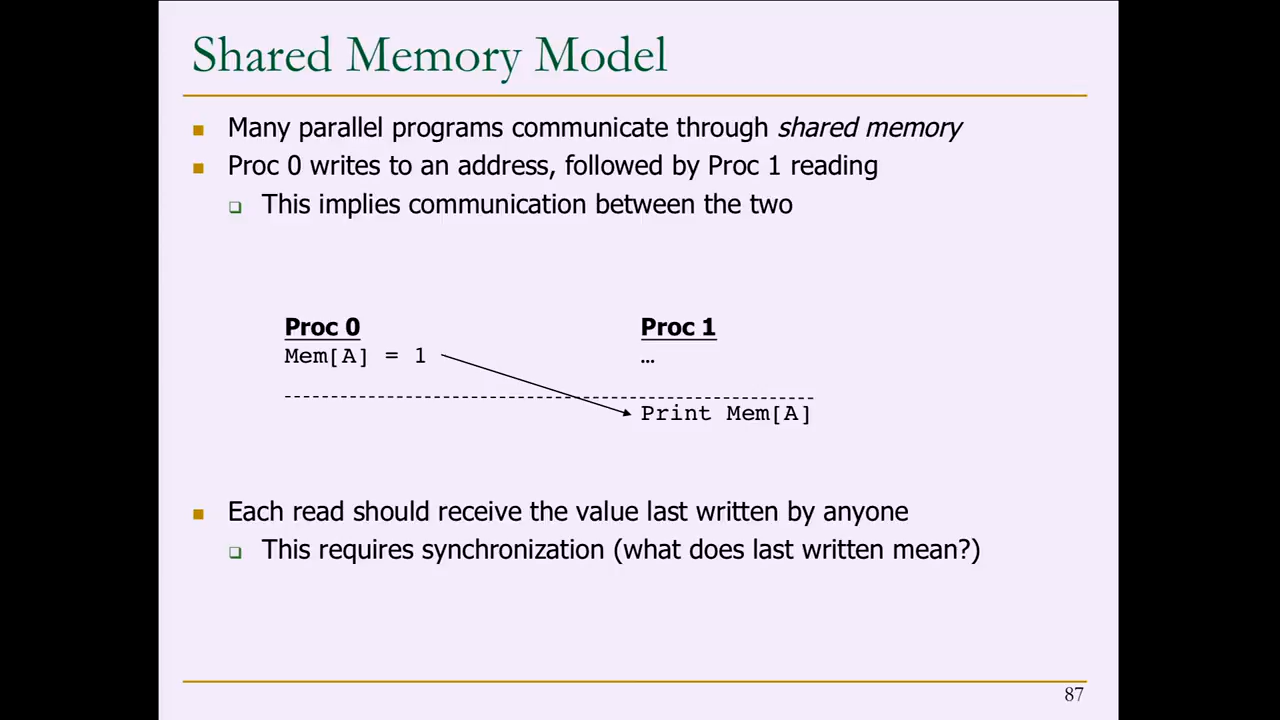 Shared Memory Model
Many parallel programs communicate through shared memory
Proc 0 writes to an address, followed by Proc 1 reading
This implies communication between the two
Proc 0 Proc 1
Mem[A] = 1 …
Print Mem[A]
Each read should receive the value last written by anyone
This requires synchronization (what does last written mean?)
87